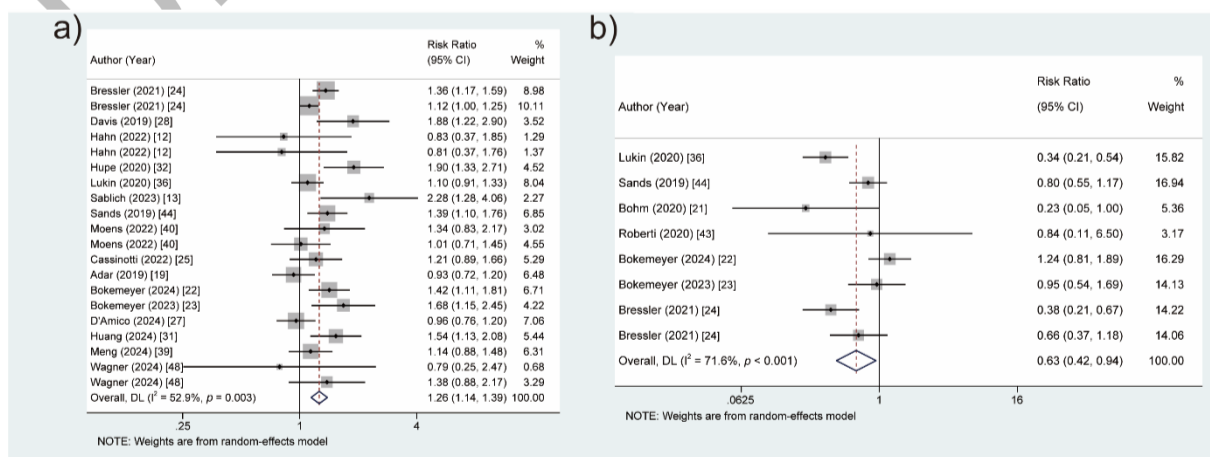 a)
Risk Ratio %
Author (Year) (95% CI) Weight
Bressler (2021) [24] 1.36 (1.17, 1.59) 8.98
Bressler (2021) [24] 1.12 (1.00, 1.25) 10.11
Davis (2019) [28] 1.88 (1.22, 2.90) 3.52
Hahn (2022) [12] 0.83 (0.37, 1.85) 1.29
Hahn (2022) [12] 0.81 (0.37, 1.76) 1.37
Hupe (2020) [32] 1.90 (1.33, 2.71) 4.52
Lukin (2020) [36] 1.10 (0.91, 1.33) 8.04
Sablich (2023) [13] 2.28 (1.28, 4.06) 2.27
Sands (2019) [44] 1.39 (1.10, 1.76) 6.85
Moens (2022) [40] 1.34 (0.83, 2.17) 3.02
Moens (2022) [40] 1.01 (0.71, 1.45) 4.55
Cassinotti (2022) [25] 1.21 (0.89, 1.66) 5.29
Adar (2019) [19] 0.93 (0.72, 1.20) 6.48
Bokemeyer (2024) [22] 1.42 (1.11, 1.81) 6.71
Bokemeyer (2023) [23] 1.68 (1.15, 2.45) 4.22
D'Amico (2024) [27] 0.96 (0.76, 1.20) 7.06
Huang (2024) [31] 1.54 (1.13, 2.08) 5.44
Meng (2024) [39] 1.14 (0.88, 1.48) 6.31
Wagner (2024) [48] 0.79 (0.25, 2.47) 0.68
Wagner (2024) [48] 1.38 (0.88, 2.17) 3.29
Overall, DL (I² = 52.9%, p = 0.003) 1.26 (1.14, 1.39) 100.00
.25 1 4
NOTE: Weights are from random-effects model
b)
Risk Ratio %
Author (Year) (95% CI) Weight
Lukin (2020) [36] 0.34 (0.21, 0.54) 15.82
Sands (2019) [44] 0.80 (0.55, 1.17) 16.94
Bohm (2020) [21] 0.23 (0.05, 1.00) 5.36
Roberti (2020) [43] 0.84 (0.11, 6.50) 3.17
Bokemeyer (2024) [22] 1.24 (0.81, 1.89) 16.29
Bokemeyer (2023) [23] 0.95 (0.54, 1.69) 14.13
Bressler (2021) [24] 0.38 (0.21, 0.67) 14.22
Bressler (2021) [24] 0.66 (0.37, 1.18) 14.06
Overall, DL (I² = 71.6%, p < 0.001) 0.63 (0.42, 0.94) 100.00
.0625 1 16
NOTE: Weights are from random-effects model